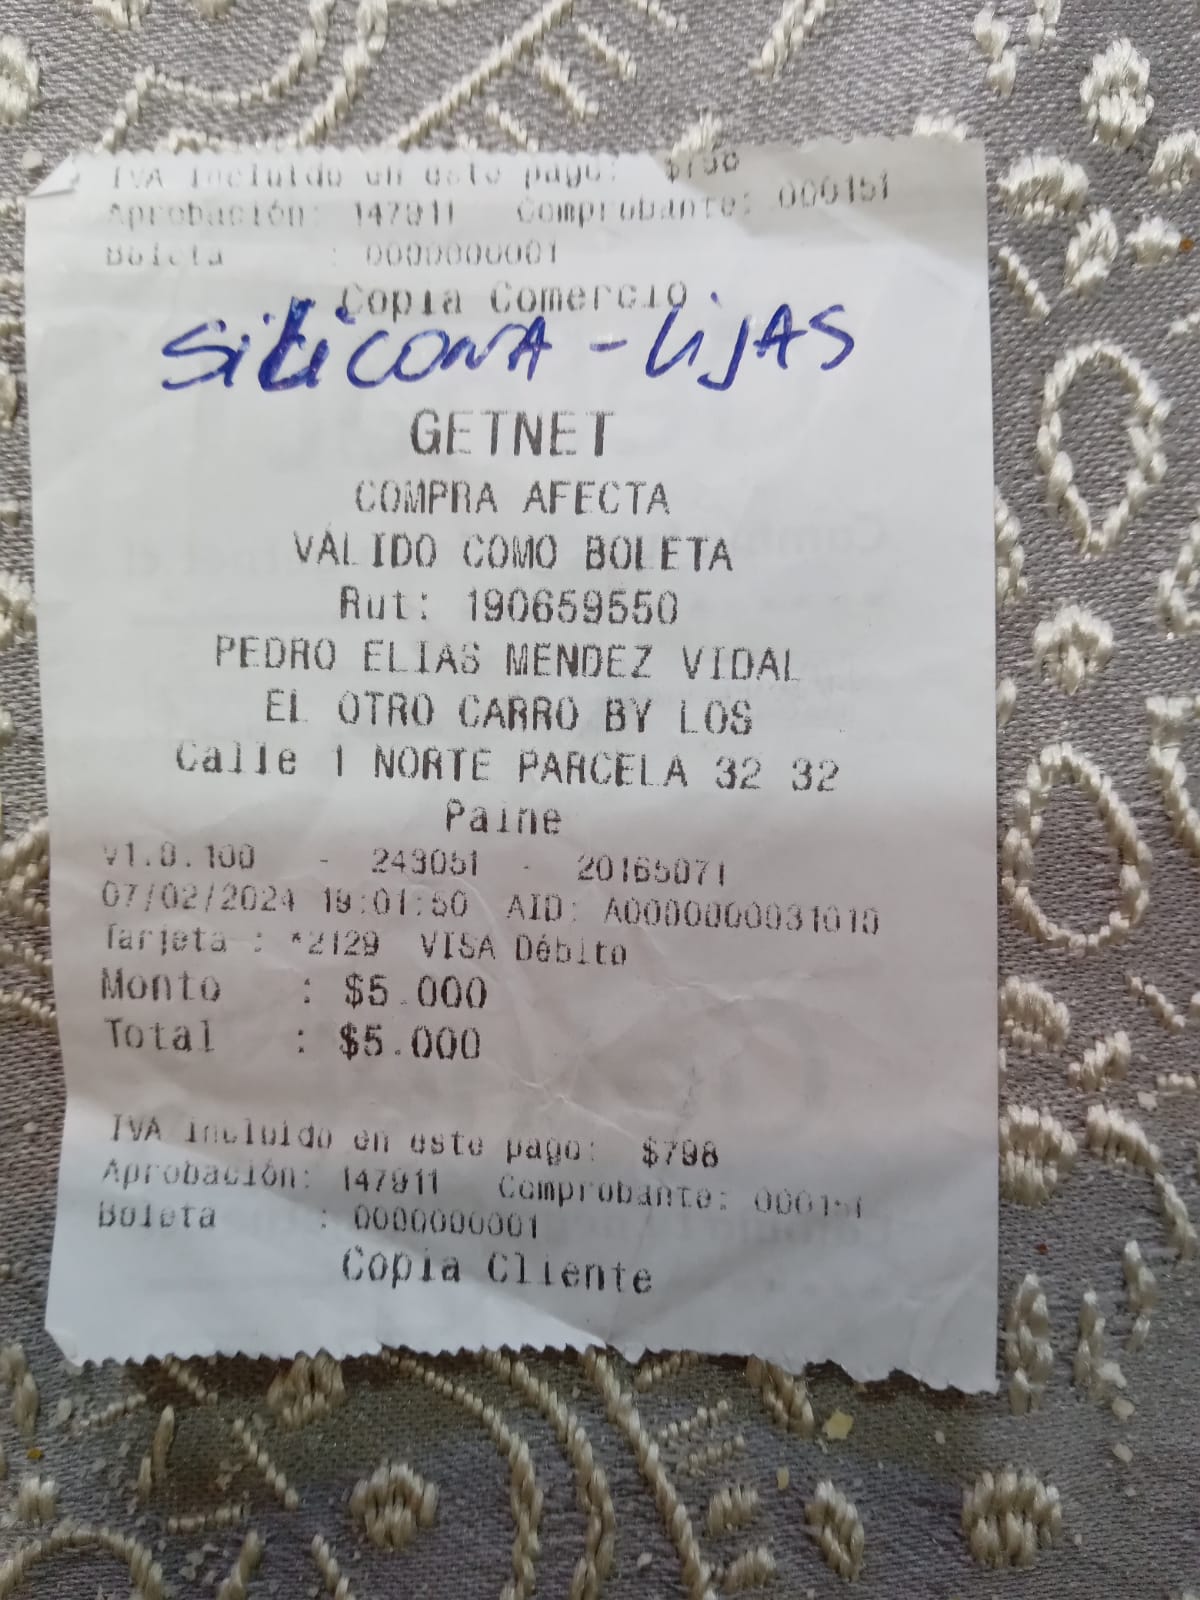 IVA incluido en este pago: $798
Aprobación: 147911 Comprobante: 000151
Boleta : 0000000001
Copia Comercio
SILICONA - LIJAS
GETNET
COMPRA AFECTA
VÁLIDO COMO BOLETA
Rut: 190659550
PEDRO ELIAS MENDEZ VIDAL
EL OTRO CARRO BY LOS
Calle 1 NORTE PARCELA 32 32
Paine
v1.0.100 - 243051 - 20165071
07/02/2024 19:01:50 AID: A0000000031010
Tarjeta : *2129 VISA Débito
Monto : $5.000
Total : $5.000
IVA incluido en este pago: $798
Aprobación: 147911 Comprobante: 000151
Boleta : 0000000001
Copia Cliente